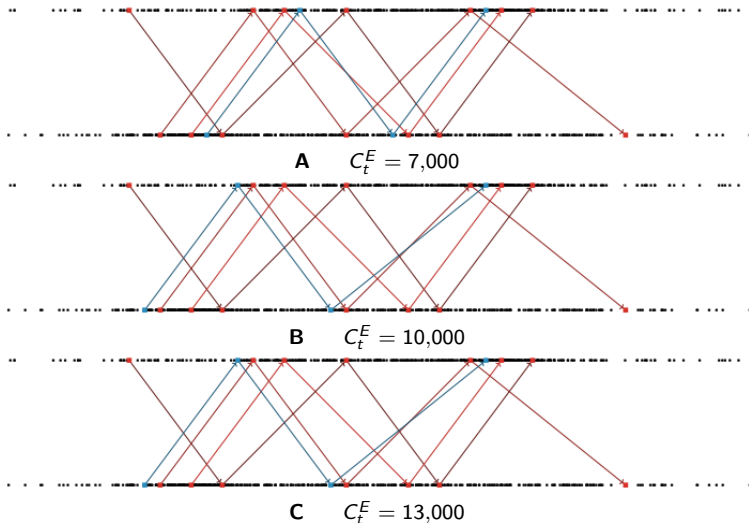 A C_t^E = 7,000
B C_t^E = 10,000
C C_t^E = 13,000